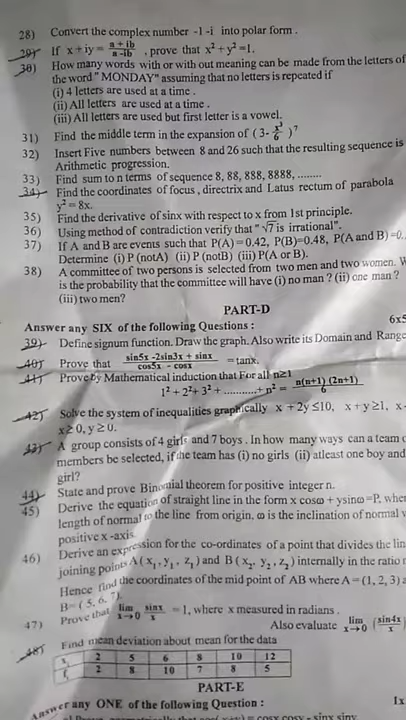 28) Convert the complex number -1 -i into polar form .
29) If x+iy = (a + ib)/(a -ib) , prove that x² + y² =1.
30) How many words with or with out meaning can be made from the letters of
the word " MONDAY" assuming that no letters is repeated if
(i) 4 letters are used at a time .
(ii) All letters are used at a time .
(iii) All letters are used but first letter is a vowel.
31) Find the middle term in the expansion of (3- x³/6 )⁷
32) Insert Five numbers between 8 and 26 such that the resulting sequence is
Arithmetic progression.
33) Find sum to n terms of sequence 8, 88, 888, 8888, ........
34) Find the coordinates of focus , directrix and Latus rectum of parabola
y² = 8x.
35) Find the derivative of sinx with respect to x from 1st principle.
36) Using method of contradiction verify that " √7 is irrational".
37) If A and B are events such that P(A) =0.42, P(B)=0.48, P(A and B) =0.
Determine (i) P (notA) (ii) P (notB) (iii) P(A or B).
38) A committee of two persons is selected from two men and two women.
is the probability that the committee will have (i) no man ? (ii) one man ?
(iii) two men?
PART-D
Answer any SIX of the following Questions : 6x5
39) Define signum function. Draw the graph. Also write its Domain and Range
40) Prove that (sin5x -2sin3x + sinx)/(cos5x - cosx) = tanx.
41) Prove by Mathematical induction that For all n≥1
1² + 2² + 3² + ........... + n² = n(n+1) (2n+1)/6
42) Solve the system of inequalities graphically x + 2y ≤10, x + y ≥1, x-
x ≥ 0, y ≥ 0.
43) A group consists of 4 girls and 7 boys . In how many ways can a team
members be selected, if the team has (i) no girls (ii) atleast one boy and
girl?
44) State and prove Binomial theorem for positive integer n.
45) Derive the equation of straight line in the form x cosω + ysinω =P,
length of normal to the line from origin, ω is the inclination of normal
positive x -axis.
46) Derive an expression for the co-ordinates of a point that divides the
joining points A ( x₁, y₁, z₁ ) and B ( x₂, y₂, z₂ ) internally in the ratio
Hence find the coordinates of the mid point of AB where A = (1, 2, 3)
B= ( 5, 6, 7).
47) Prove that lim x→0 sinx/x = 1, where x measured in radians .
Also evaluate lim x→0 (sin4x/x
48) Find mean deviation about mean for the data
xᵢ 2 5 6 8 10 12
fᵢ 2 8 10 7 8 5
PART-E
Answer any ONE of the following Question : 1x